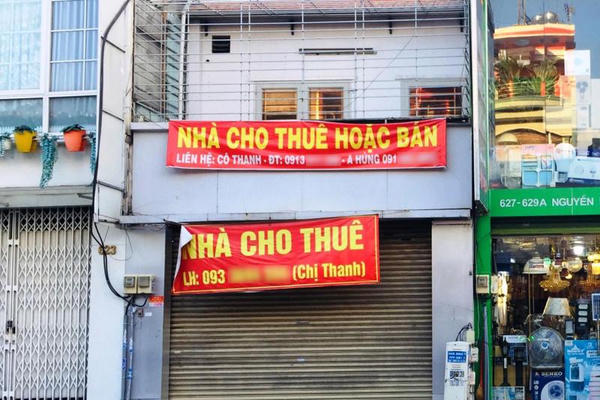 NHÀ CHO THUÊ HOẶC BÁN
LIÊN HỆ: CÔ THANH - ĐT: 0913 - A HÙNG 091
627-629A NGUYỄN
NHÀ CHO THUÊ
LH: 093 (Chị Thanh)